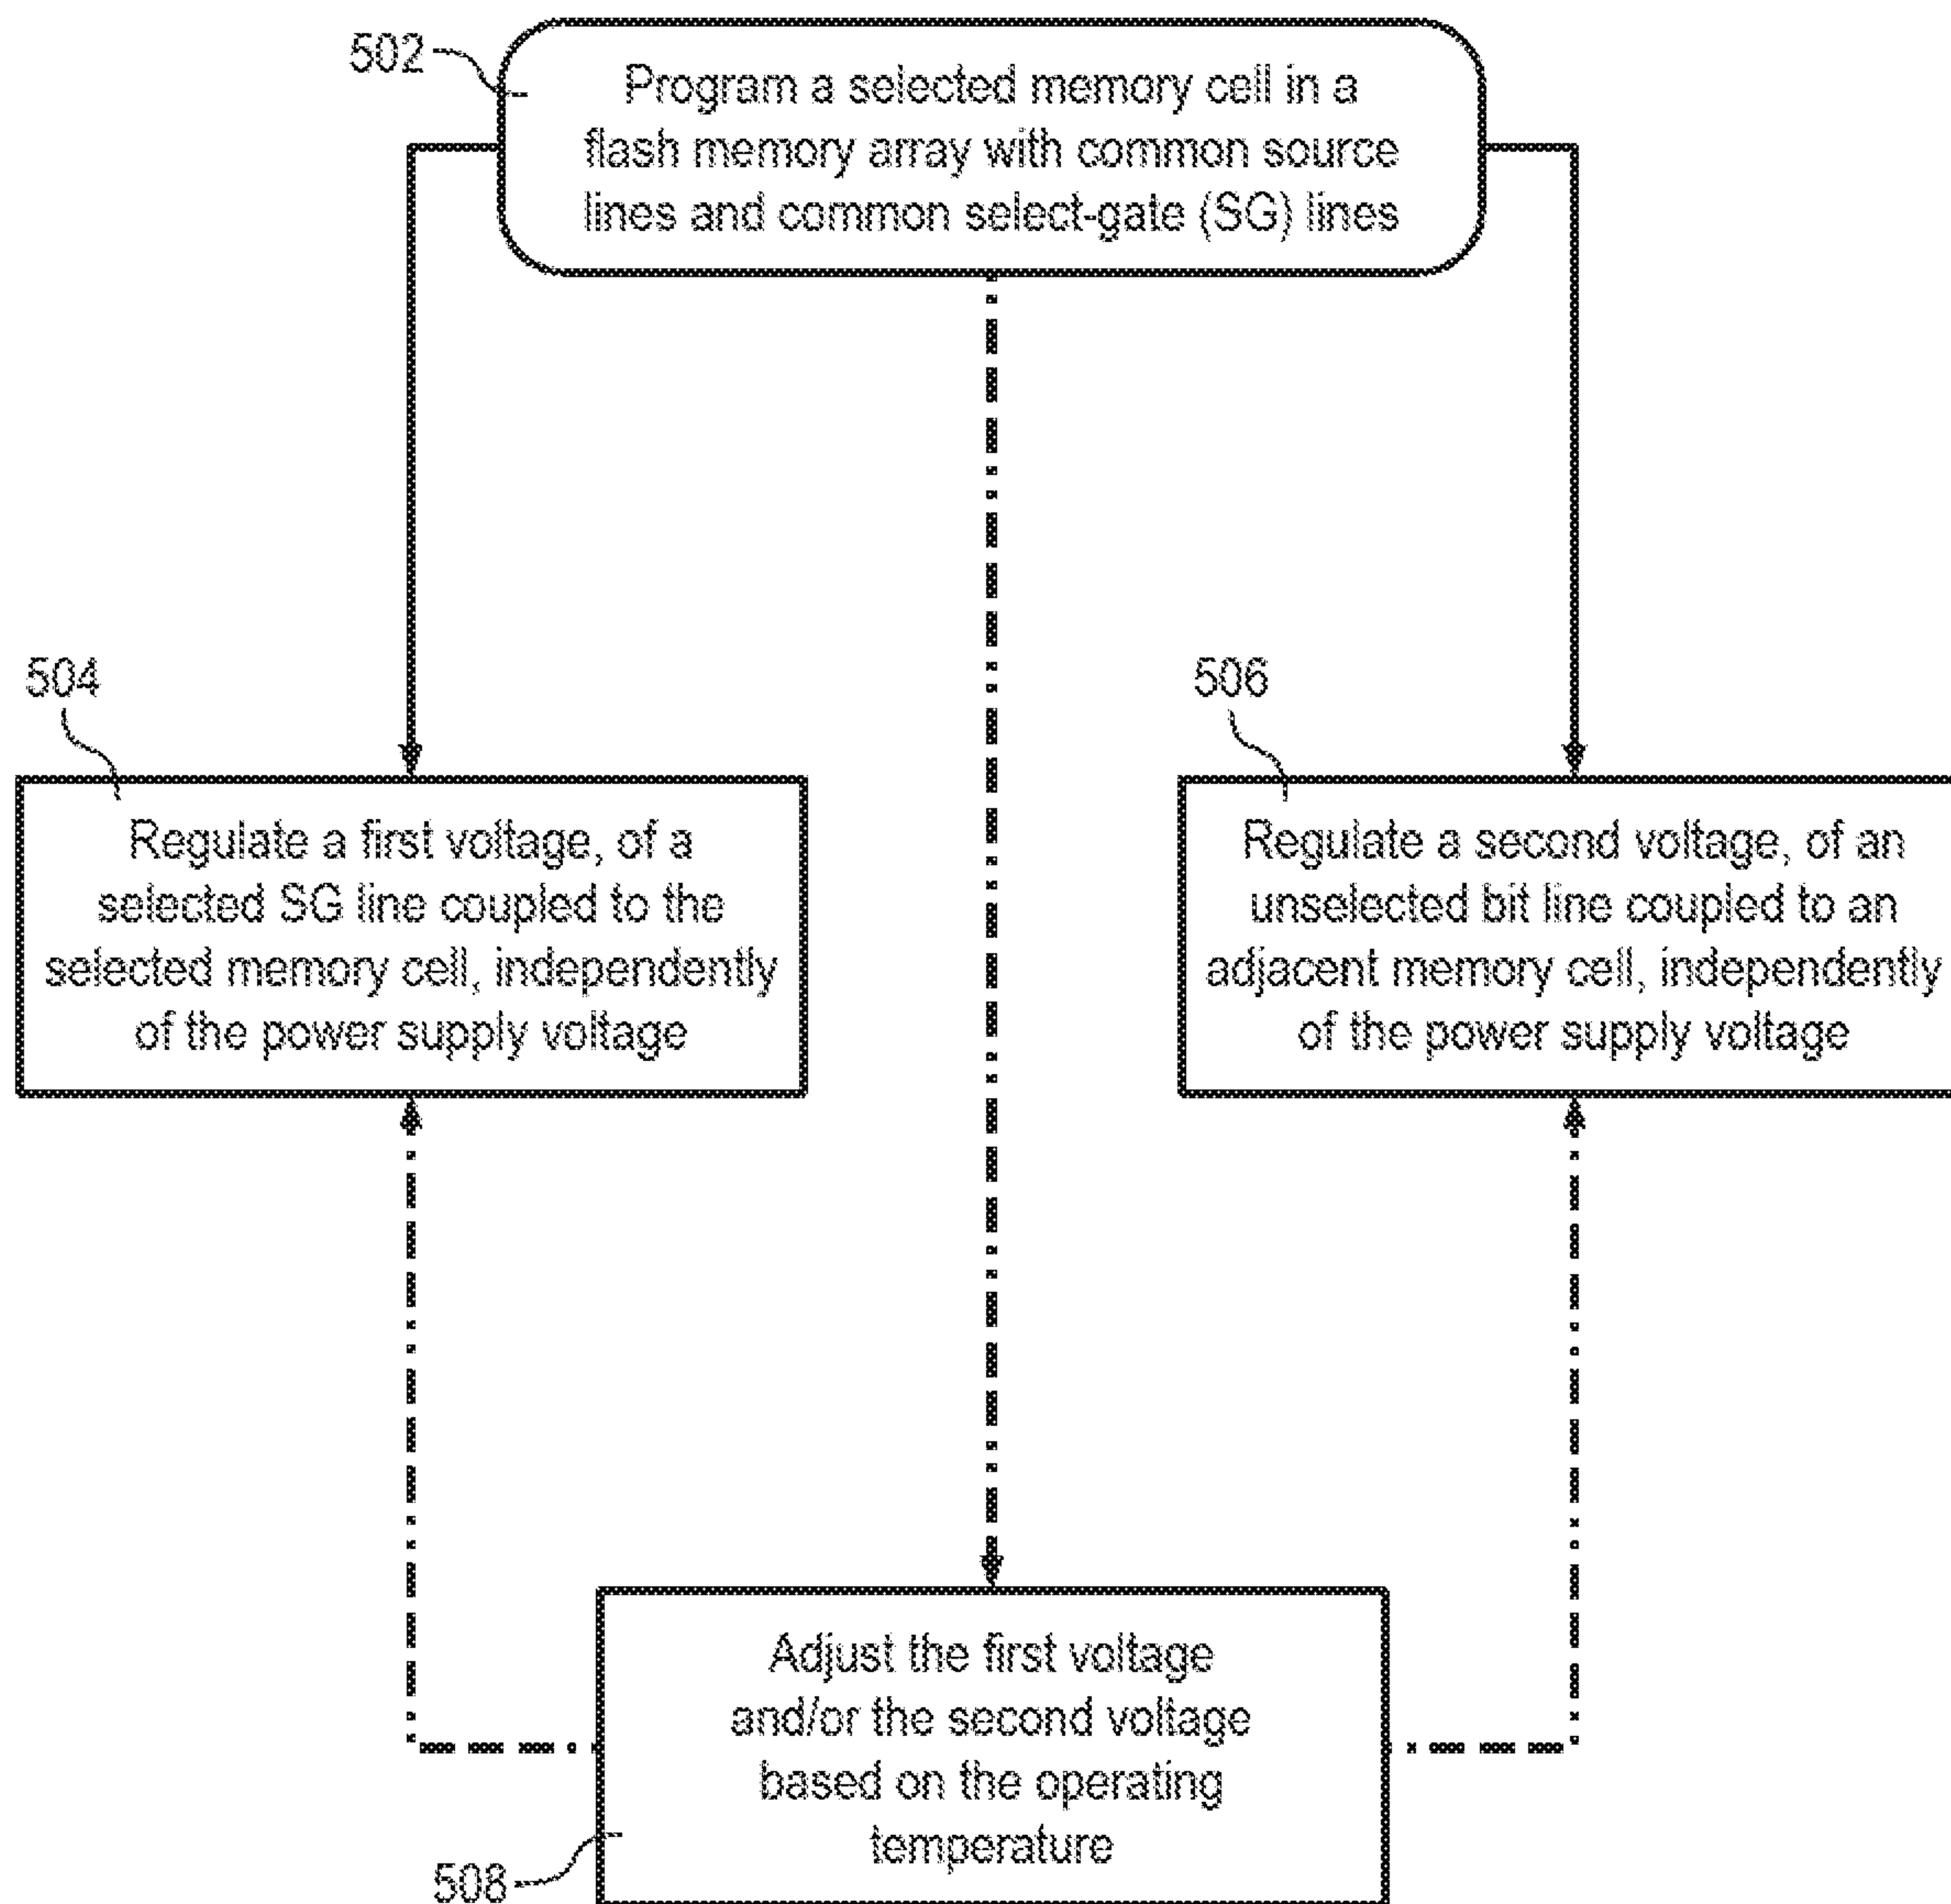 502
Program a selected memory cell in a
flash memory array with common source
lines and common select-gate (SG) lines
504
Regulate a first voltage, of a
selected SG line coupled to the
selected memory cell, independently
of the power supply voltage
506
Regulate a second voltage, of an
unselected bit line coupled to an
adjacent memory cell, independently
of the power supply voltage
Adjust the first voltage
and/or the second voltage
based on the operating
temperature
508